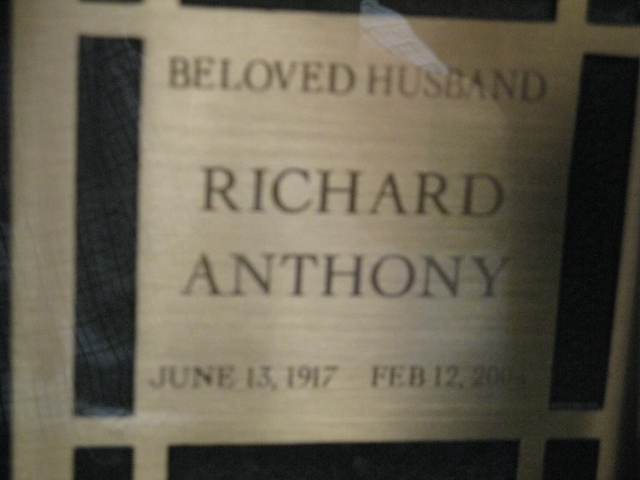 BELOVED HUSBAND
RICHARD
ANTHONY
JUNE 13, 1917 FEB 12,